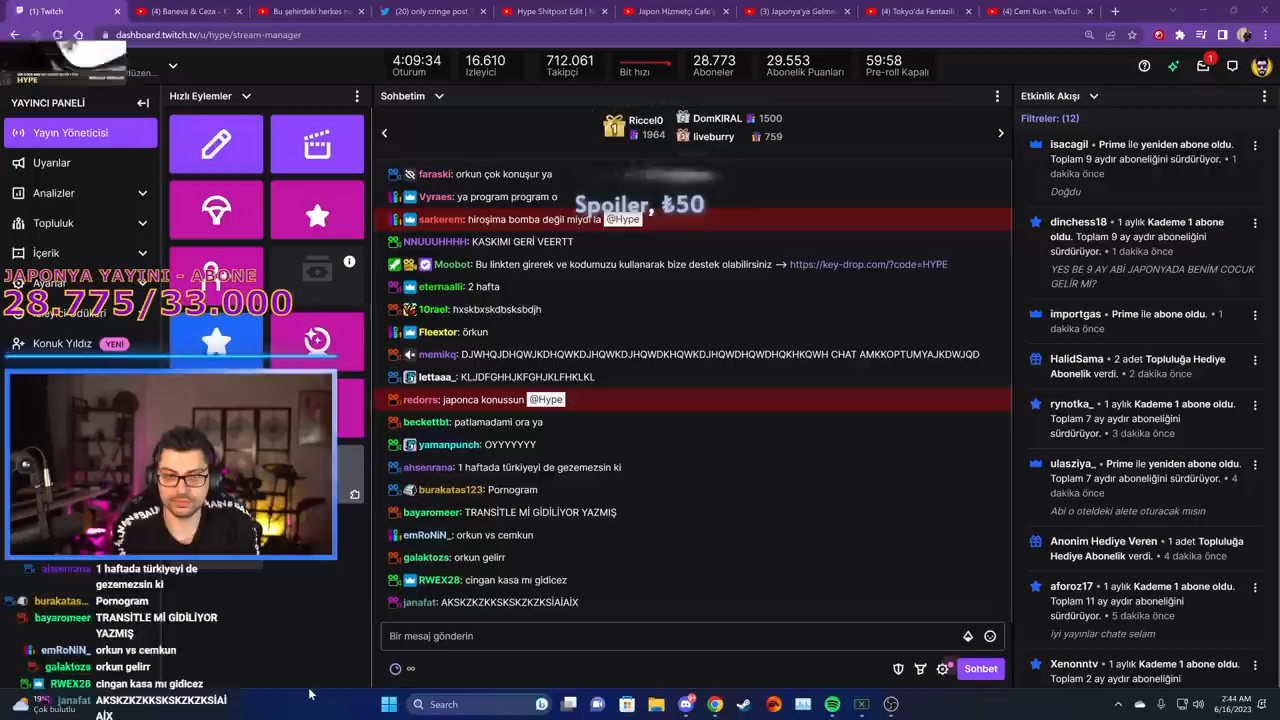 (1) Twitch
(4) Baneva & Ceza - K
Bu şehirdeki herkes n
(20) only cringe post
Hype Shitpost Edit | N
Japon Hizmetçi Cafe'y
(3) Japonya'ya Gelme
(4) Tokyo'da Fantazil
(4) Cem Kun - YouTub
dashboard.twitch.tv/u/hype/stream-manager
HYPE
düzen...
4:09:34
Oturum
16.610
İzleyici
712.061
Takipçi
Bit hızı
28.773
Aboneler
29.553
Abonelik Puanları
59:58
Pre-roll Kapalı
1
YAYINCI PANELİ
Yayın Yöneticisi
Uyarılar
Analizler
Topluluk
İçerik
Ayarlar
Konuk Yıldız YENİ
JAPONYA YAYINI - ABONE
28.775/33.000
Hızlı Eylemler
Sohbetim
1 Riccel0
1964
DomKIRAL 1500
liveburry 759
Spoiler, ₺50
faraski: orkun çok konuşur ya
Vyraes: ya program program o
sarkerem: hiroşima bomba değil miydi la @Hype
NNUUUHHHH: KASKIMI GERİ VEERTT
Moobot: Bu linkten girerek ve kodumuzu kullanarak bize destek olabilirsiniz —> https://key-drop.com/?code=HYPE
eternaalli: 2 hafta
10rael: hxskbxskdbsksbdjh
Fleextor: örkun
memikq: DJWHQJDHQWJKDHQWKDJHQWKDJHWQDKHQWKDJHQWDHQWDHQKHQWH CHAT AMKKOPTUMYAJKDWJQD
lettaaa_: KLJDFGHHJKFGHJKLFHKLKL
redorrs: japonca konussun @Hype
beckettbt: patlamadami ora ya
yamanpunch: OYYYYYYY
ahsenrana: 1 haftada türkiyeyi de gezemezsin ki
burakatas123: Pornogram
bayaromeer: TRANSİTLE Mİ GİDİLİYOR YAZMIŞ
emRoNiN_: orkun vs cemkun
galaktozs: orkun gelirr
RWEX28: cingan kasa mı gidicez
janafat: AKSKZKZKKSKSKZKZKSİAİAİX
Bir mesaj gönderin
Sohbet
Etkinlik Akışı
Filtreler: (12)
isacagil • Prime ile yeniden abone oldu.
Toplam 9 aydır aboneliğini sürdürüyor. • 1
dakika önce
Doğdu
dinchess18 • 1 aylık Kademe 1 abone
oldu. Toplam 9 aydır aboneliğini
sürdürüyor. • 1 dakika önce
YES BE 9 AY ABİ JAPONYADA BENİM COCUK
GELİR Mİ?
importgas • Prime ile abone oldu. • 1
dakika önce
HalidSama • 2 adet Topluluğa Hediye
Abonelik verdi. • 2 dakika önce
rynotka_ • 1 aylık Kademe 1 abone oldu.
Toplam 7 aydır aboneliğini
sürdürüyor. • 3 dakika önce
ulasziya_ • Prime ile yeniden abone oldu.
Toplam 7 aydır aboneliğini sürdürüyor. • 4
dakika önce
Abi o oteldeki alete oturacak mısın
Anonim Hediye Veren • 1 adet Topluluğa
Hediye Abonelik verdi. • 4 dakika önce
aforoz17 • 1 aylık Kademe 1 abone oldu.
Toplam 11 ay aydır aboneliğini
sürdürüyor. • 5 dakika önce
iyi yayınlar chate selam
Xenonntv • 1 aylık Kademe 1 abone oldu.
Toplam 2 ay aydır aboneliğini
ahsenrana 1 haftada türkiyeyi de
gezemezsin ki
burakatas... Pornogram
bayaromeer TRANSİTLE Mİ GİDİLİYOR
YAZMIŞ
emRoNiN_ orkun vs cemkun
galaktozs orkun gelirr
RWEX28 cingan kasa mı gidicez
janafat AKSKZKZKKSKSKZKZKSİAİ
AİX
19°
Çok bulutlu
Search
2:44 AM
6/16/2023